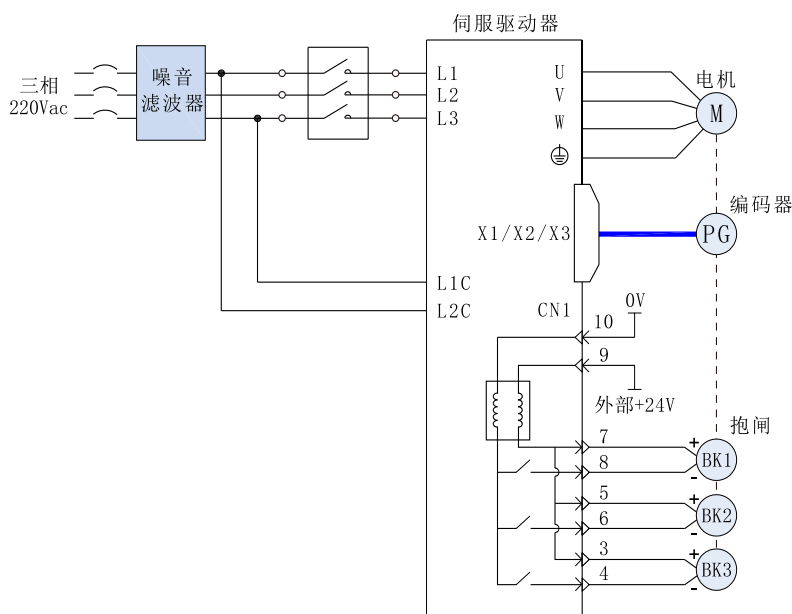 伺服驱动器
三相
220Vac
噪音
滤波器
L1
L2
L3
U
V
W
电机
M
X1/X2/X3
编码器
PG
L1C
L2C
CN1
10
0V
9
外部+24V
抱闸
7
+
BK1
8
-
5
+
BK2
6
-
3
+
BK3
4
-